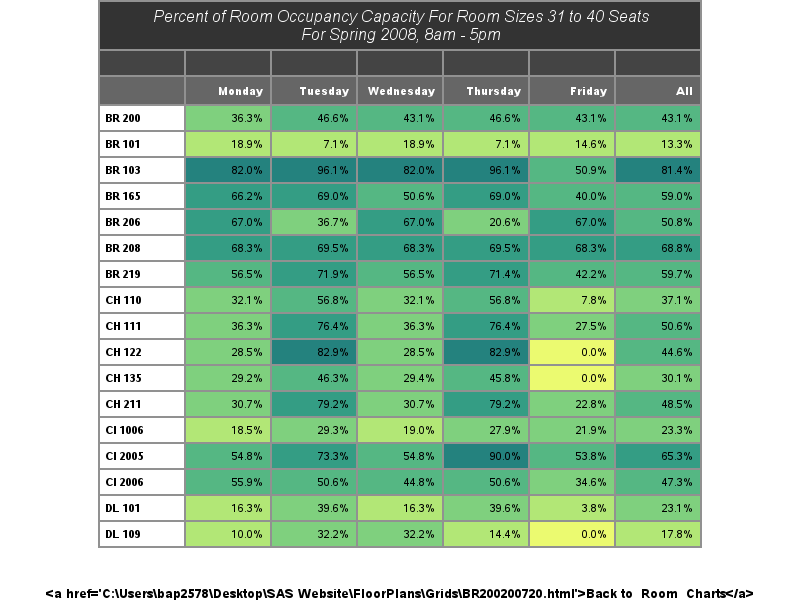 Percent of Room Occupancy Capacity For Room Sizes 31 to 40 Seats
For Spring 2008, 8am - 5pm
Monday Tuesday Wednesday Thursday Friday All
BR 200 36.3% 46.6% 43.1% 46.6% 43.1% 43.1%
BR 101 18.9% 7.1% 18.9% 7.1% 14.6% 13.3%
BR 103 82.0% 96.1% 82.0% 96.1% 50.9% 81.4%
BR 165 66.2% 69.0% 50.6% 69.0% 40.0% 59.0%
BR 206 67.0% 36.7% 67.0% 20.6% 67.0% 50.8%
BR 208 68.3% 69.5% 68.3% 69.5% 68.3% 68.8%
BR 219 56.5% 71.9% 56.5% 71.4% 42.2% 59.7%
CH 110 32.1% 56.8% 32.1% 56.8% 7.8% 37.1%
CH 111 36.3% 76.4% 36.3% 76.4% 27.5% 50.6%
CH 122 28.5% 82.9% 28.5% 82.9% 0.0% 44.6%
CH 135 29.2% 46.3% 29.4% 45.8% 0.0% 30.1%
CH 211 30.7% 79.2% 30.7% 79.2% 22.8% 48.5%
CI 1006 18.5% 29.3% 19.0% 27.9% 21.9% 23.3%
CI 2005 54.8% 73.3% 54.8% 90.0% 53.8% 65.3%
CI 2006 55.9% 50.6% 44.8% 50.6% 34.6% 47.3%
DL 101 16.3% 39.6% 16.3% 39.6% 3.8% 23.1%
DL 109 10.0% 32.2% 32.2% 14.4% 0.0% 17.8%
<a href='C:\Users\bap2578\Desktop\SAS Website\FloorPlans\Grids\BR200200720.html'>Back to Room Charts</a>